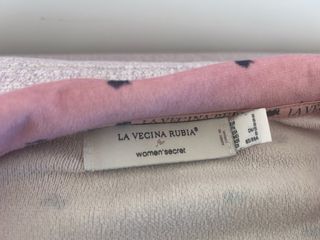 LA VECINA RUBIA®
for
women'secret